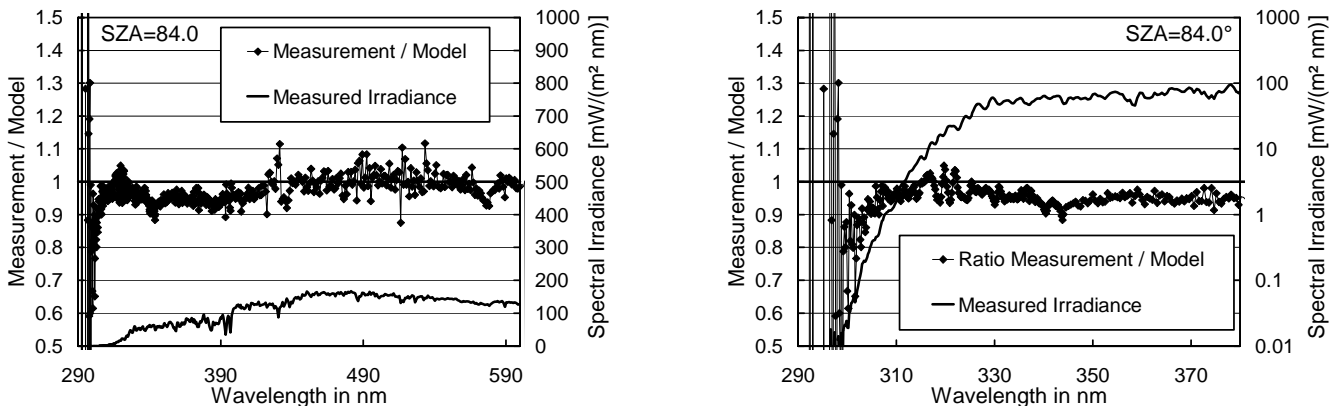 1.5
1.4
1.3
1.2
1.1
1
0.9
0.8
0.7
0.6
0.5
Measurement / Model
SZA=84.0
Measurement / Model
Measured Irradiance
1000
900
800
700
600
500
400
300
200
100
0
Spectral Irradiance [mW/(m² nm)]
290 390 490 590
Wavelength in nm
1.5
1.4
1.3
1.2
1.1
1
0.9
0.8
0.7
0.6
0.5
Measurement / Model
SZA=84.0°
Ratio Measurement / Model
Measured Irradiance
1000
100
10
1
0.1
0.01
Spectral Irradiance [mW/(m² nm)]
290 310 330 350 370
Wavelength in nm